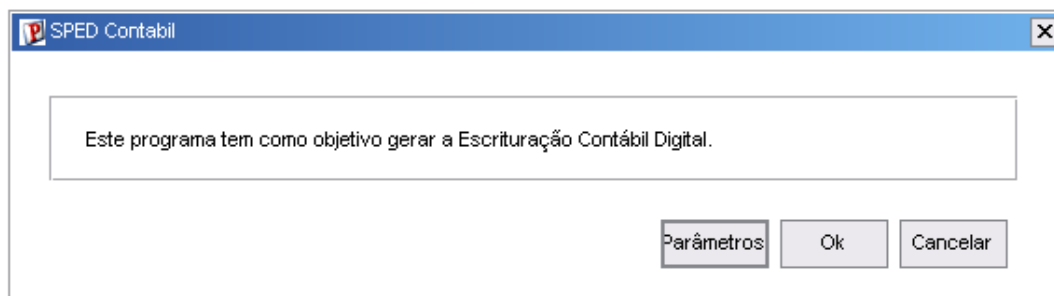 SPED Contabil
Este programa tem como objetivo gerar a Escrituração Contábil Digital.
Parâmetros Ok Cancelar